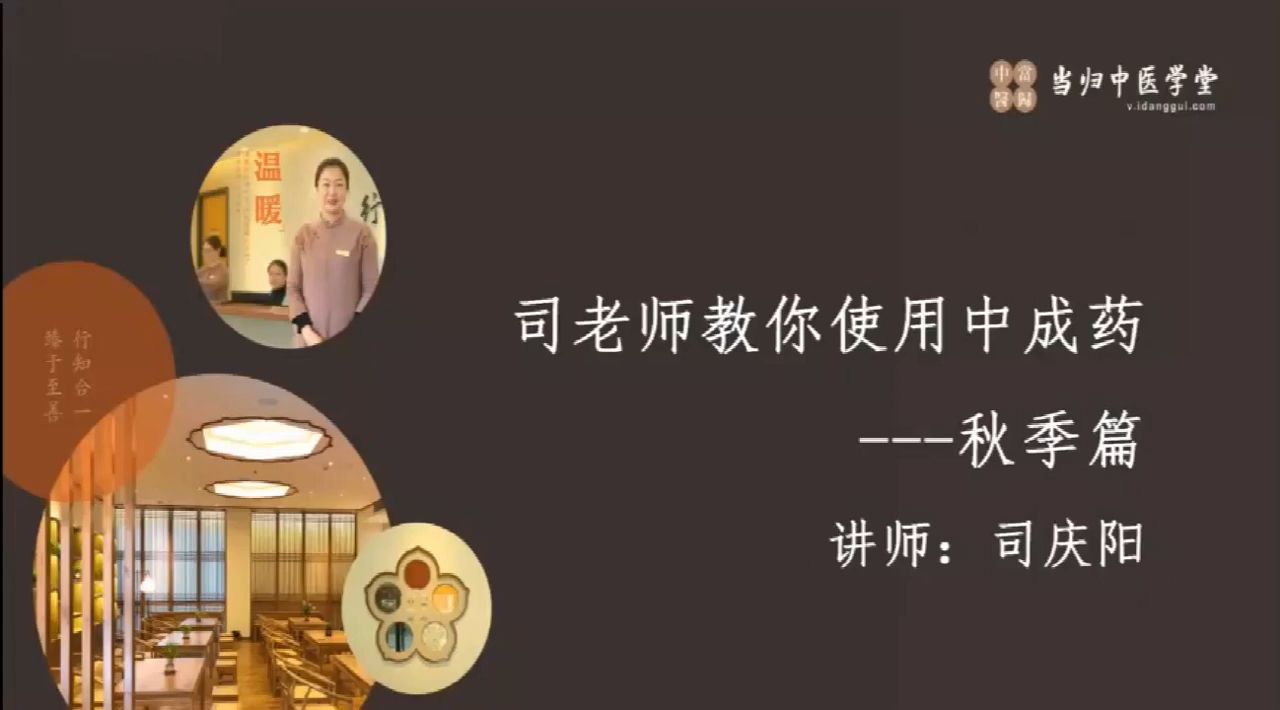 当归中医学堂
v.idanggui.com
温暖
行
行知合一
臻于至善
司老师教你使用中成药
---秋季篇
讲师：司庆阳